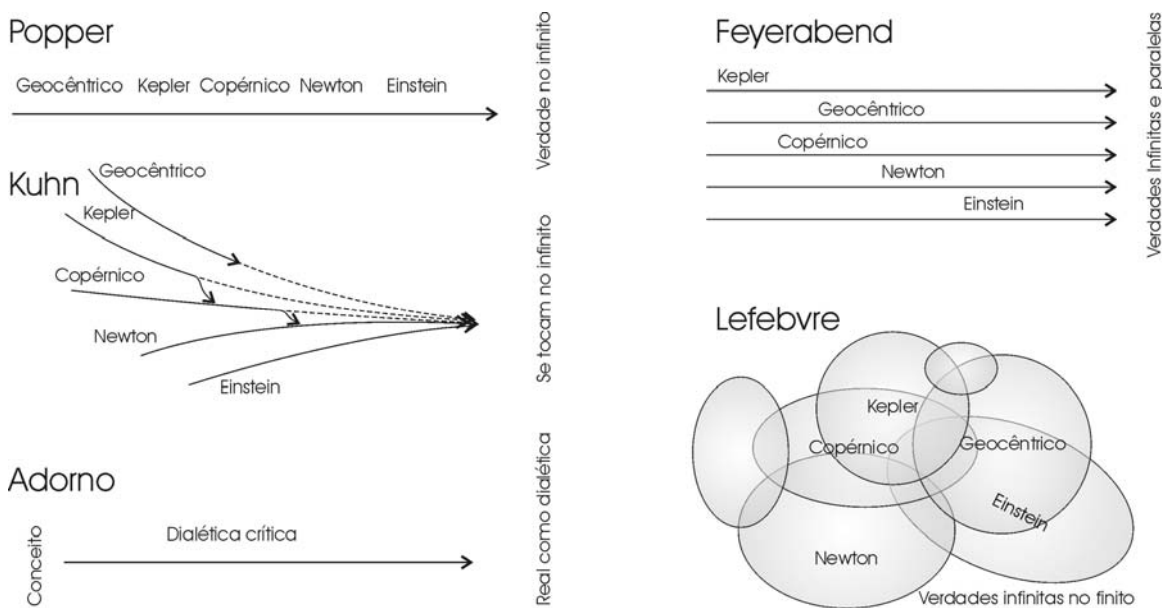 Popper
Geocêntrico Kepler Copérnico Newton Einstein
Verdade no infinito
Kuhn
Geocêntrico
Kepler
Copérnico
Newton
Einstein
Se tocam no infinito
Adorno
Conceito
Dialética crítica
Real como dialética
Feyerabend
Kepler
Geocêntrico
Copérnico
Newton
Einstein
Verdades Infinitas e paralelas
Lefebvre
Kepler
Copérnico
Geocêntrico
Einstein
Newton
Verdades infinitas no finito